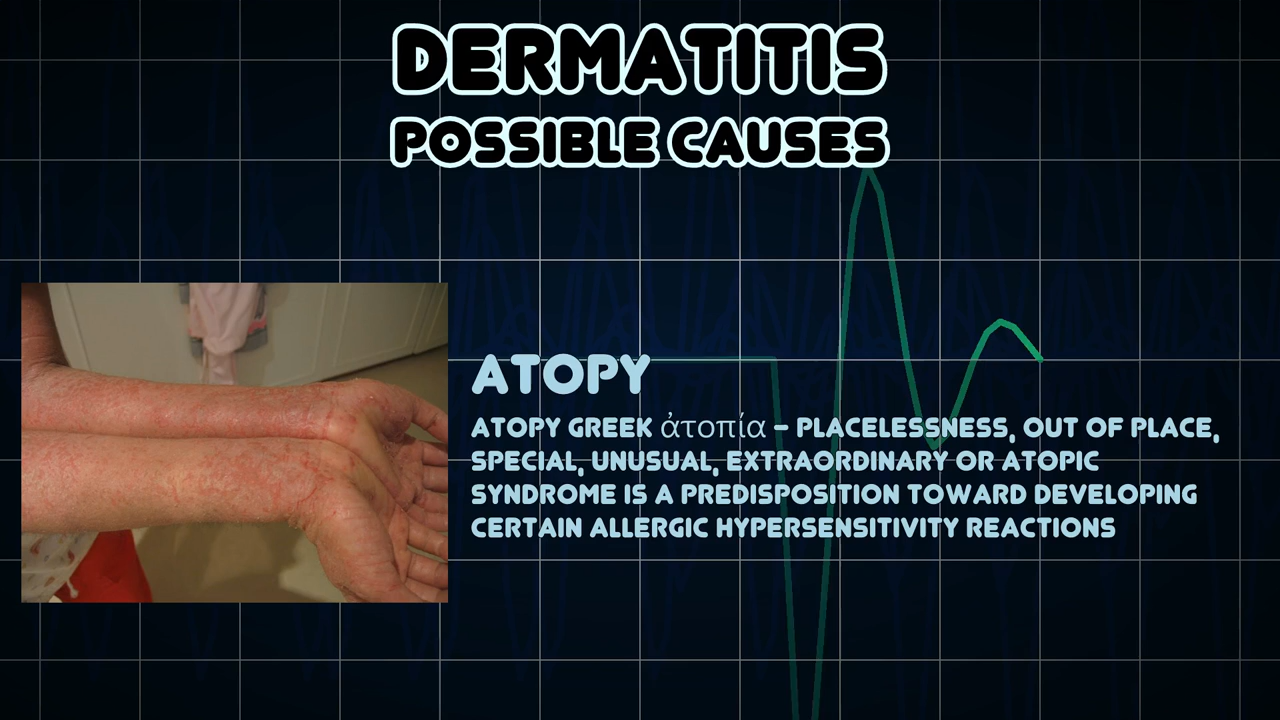 DERMATITIS
POSSIBLE CAUSES
ATOPY
ATOPY GREEK ἀτοπία – PLACELESSNESS, OUT OF PLACE,
SPECIAL, UNUSUAL, EXTRAORDINARY OR ATOPIC
SYNDROME IS A PREDISPOSITION TOWARD DEVELOPING
CERTAIN ALLERGIC HYPERSENSITIVITY REACTIONS